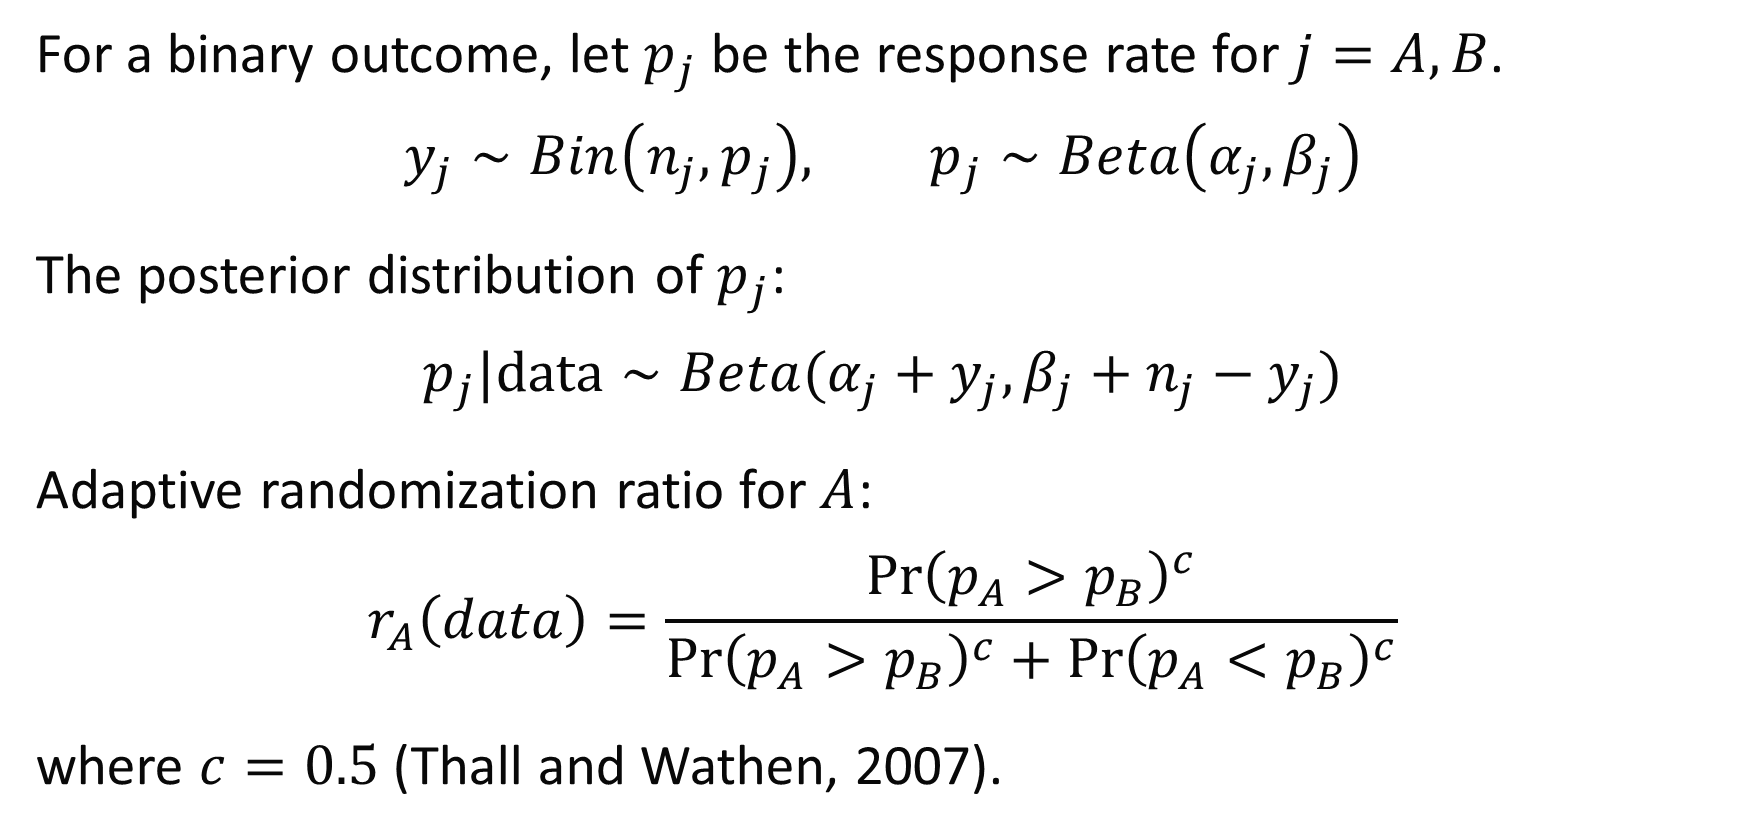 For a binary outcome, let p_j be the response rate for j = A, B.
y_j ~ Bin(n_j, p_j),     p_j ~ Beta(α_j, β_j)
The posterior distribution of p_j:
p_j|data ~ Beta(α_j + y_j, β_j + n_j − y_j)
Adaptive randomization ratio for A:
r_A(data) = Pr(p_A > p_B)^c / (Pr(p_A > p_B)^c + Pr(p_A < p_B)^c)
where c = 0.5 (Thall and Wathen, 2007).